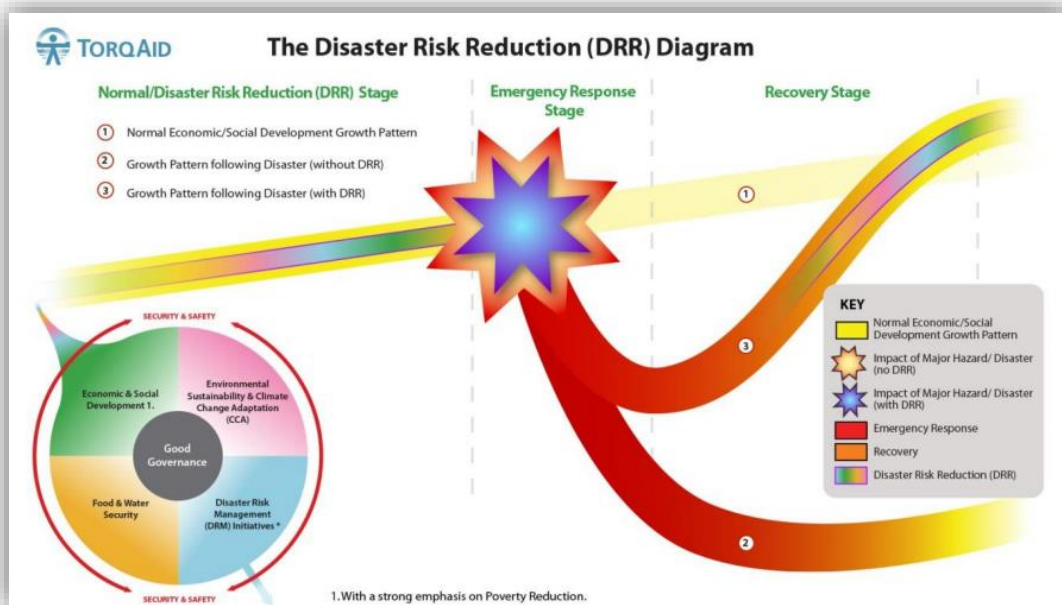 TORQAID
The Disaster Risk Reduction (DRR) Diagram
Normal/Disaster Risk Reduction (DRR) Stage
Emergency Response
Stage
Recovery Stage
1 Normal Economic/Social Development Growth Pattern
2 Growth Pattern following Disaster (without DRR)
3 Growth Pattern following Disaster (with DRR)
1
3
2
SECURITY & SAFETY
Economic & Social
Development 1.
Environmental
Sustainability & Climate
Change Adaptation
(CCA)
Good
Governance
Food & Water
Security
Disaster Risk
Management
(DRM) Initiatives *
SECURITY & SAFETY
KEY
Normal Economic/Social
Development Growth Pattern
Impact of Major Hazard/ Disaster
(no DRR)
Impact of Major Hazard/ Disaster
(with DRR)
Emergency Response
Recovery
Disaster Risk Reduction (DRR)
1. With a strong emphasis on Poverty Reduction.